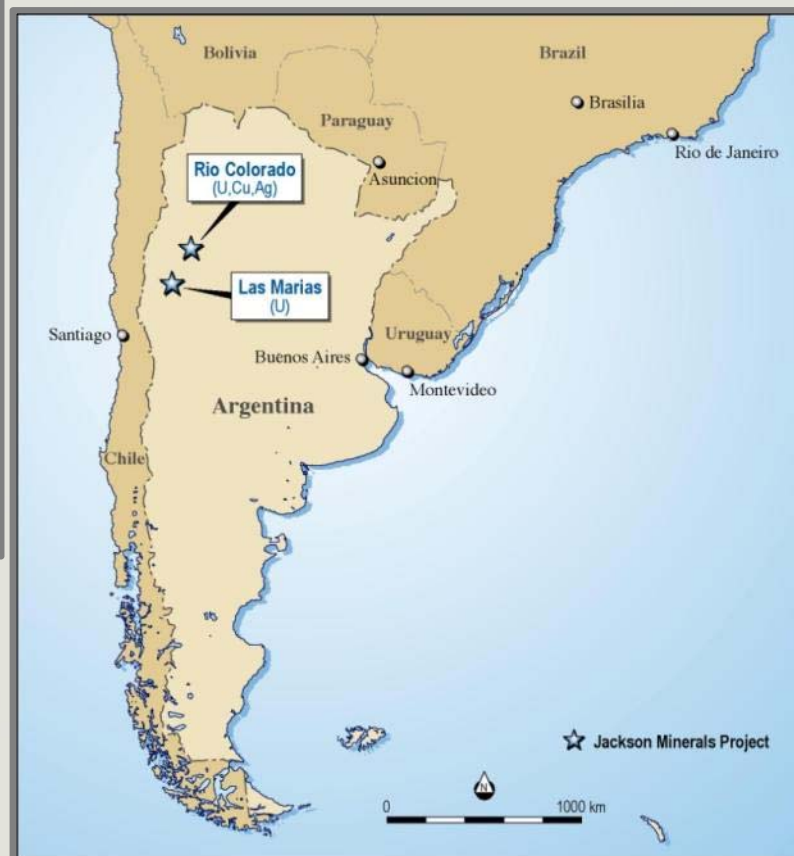 Bolivia
Brazil
Brasilia
Paraguay
Rio de Janeiro
Rio Colorado
(U,Cu,Ag)
Asuncion
Las Marias
(U)
Santiago
Uruguay
Buenos Aires
Montevideo
Argentina
Chile
Jackson Minerals Project
N
0
1000 km